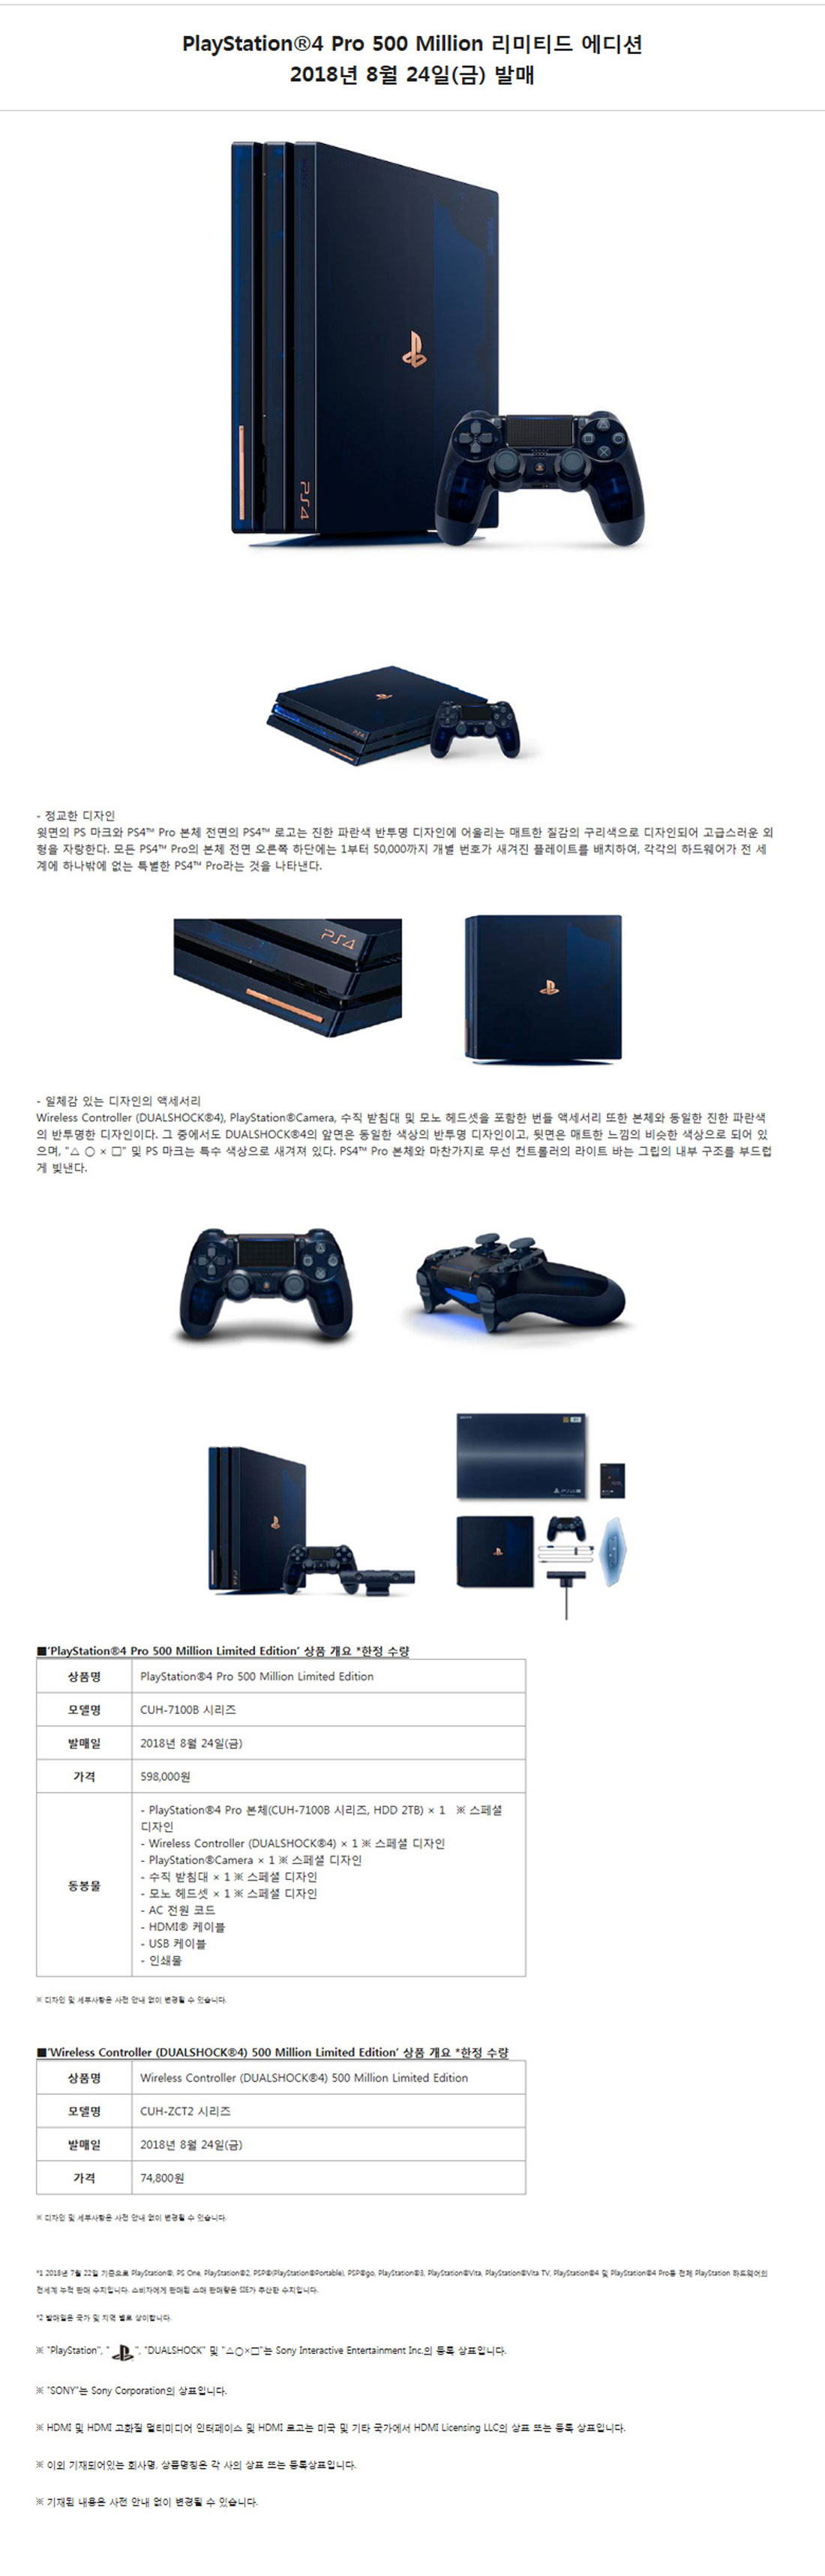 PlayStation®4 Pro 500 Million 리미티드 에디션
2018년 8월 24일(금) 발매
PS4
PS4
- 정교한 디자인
윗면의 PS 마크와 PS4™ Pro 본체 전면의 PS4™ 로고는 진한 파란색 반투명 디자인에 어울리는 매트한 질감의 구리색으로 디자인되어 고급스러운 외
형을 자랑한다. 모든 PS4™ Pro의 본체 전면 오른쪽 하단에는 1부터 50,000까지 개별 번호가 새겨진 플레이트를 배치하여, 각각의 하드웨어가 전 세
계에 하나밖에 없는 특별한 PS4™ Pro라는 것을 나타낸다.
PS4
- 일체감 있는 디자인의 액세서리
Wireless Controller (DUALSHOCK®4), PlayStation®Camera, 수직 받침대 및 모노 헤드셋을 포함한 번들 액세서리 또한 본체와 동일한 진한 파란색
의 반투명한 디자인이다. 그 중에서도 DUALSHOCK®4의 앞면은 동일한 색상의 반투명 디자인이고, 뒷면은 매트한 느낌의 비슷한 색상으로 되어 있
으며, "△ ○ × □" 및 PS 마크는 특수 색상으로 새겨져 있다. PS4™ Pro 본체와 마찬가지로 무선 컨트롤러의 라이트 바는 그립의 내부 구조를 부드럽
게 빛낸다.
PS4
■'PlayStation®4 Pro 500 Million Limited Edition' 상품 개요 *한정 수량
상품명 PlayStation®4 Pro 500 Million Limited Edition
모델명 CUH-7100B 시리즈
발매일 2018년 8월 24일(금)
가격 598,000원
동봉물
- PlayStation®4 Pro 본체(CUH-7100B 시리즈, HDD 2TB) × 1 ※ 스페셜
디자인
- Wireless Controller (DUALSHOCK®4) × 1 ※ 스페셜 디자인
- PlayStation®Camera × 1 ※ 스페셜 디자인
- 수직 받침대 × 1 ※ 스페셜 디자인
- 모노 헤드셋 × 1 ※ 스페셜 디자인
- AC 전원 코드
- HDMI® 케이블
- USB 케이블
- 인쇄물
※ 디자인 및 세부사항은 사전 안내 없이 변경될 수 있습니다.
■'Wireless Controller (DUALSHOCK®4) 500 Million Limited Edition' 상품 개요 *한정 수량
상품명 Wireless Controller (DUALSHOCK®4) 500 Million Limited Edition
모델명 CUH-ZCT2 시리즈
발매일 2018년 8월 24일(금)
가격 74,800원
※ 디자인 및 세부사항은 사전 안내 없이 변경될 수 있습니다.
*1 2018년 7월 22일 기준으로 PlayStation®, PS One, PlayStation®2, PSP®(PlayStation®Portable), PSP®go, PlayStation®3, PlayStation®Vita, PlayStation®Vita TV, PlayStation®4 및 PlayStation®4 Pro를 전체 PlayStation 하드웨어의
전세계 누적 판매 수치입니다. 소비자에게 판매된 소매 판매량은 SIE가 추산한 수치입니다.
*2 발매일은 국가 및 지역 별로 상이합니다.
※ "PlayStation", " ", "DUALSHOCK" 및 "△○×□"는 Sony Interactive Entertainment Inc.의 등록 상표입니다.
※ "SONY"는 Sony Corporation의 상표입니다.
※ HDMI 및 HDMI 고화질 멀티미디어 인터페이스 및 HDMI 로고는 미국 및 기타 국가에서 HDMI Licensing LLC의 상표 또는 등록 상표입니다.
※ 이외 기재되어있는 회사명, 상품명칭은 각 사의 상표 또는 등록상표입니다.
※ 기재된 내용은 사전 안내 없이 변경될 수 있습니다.